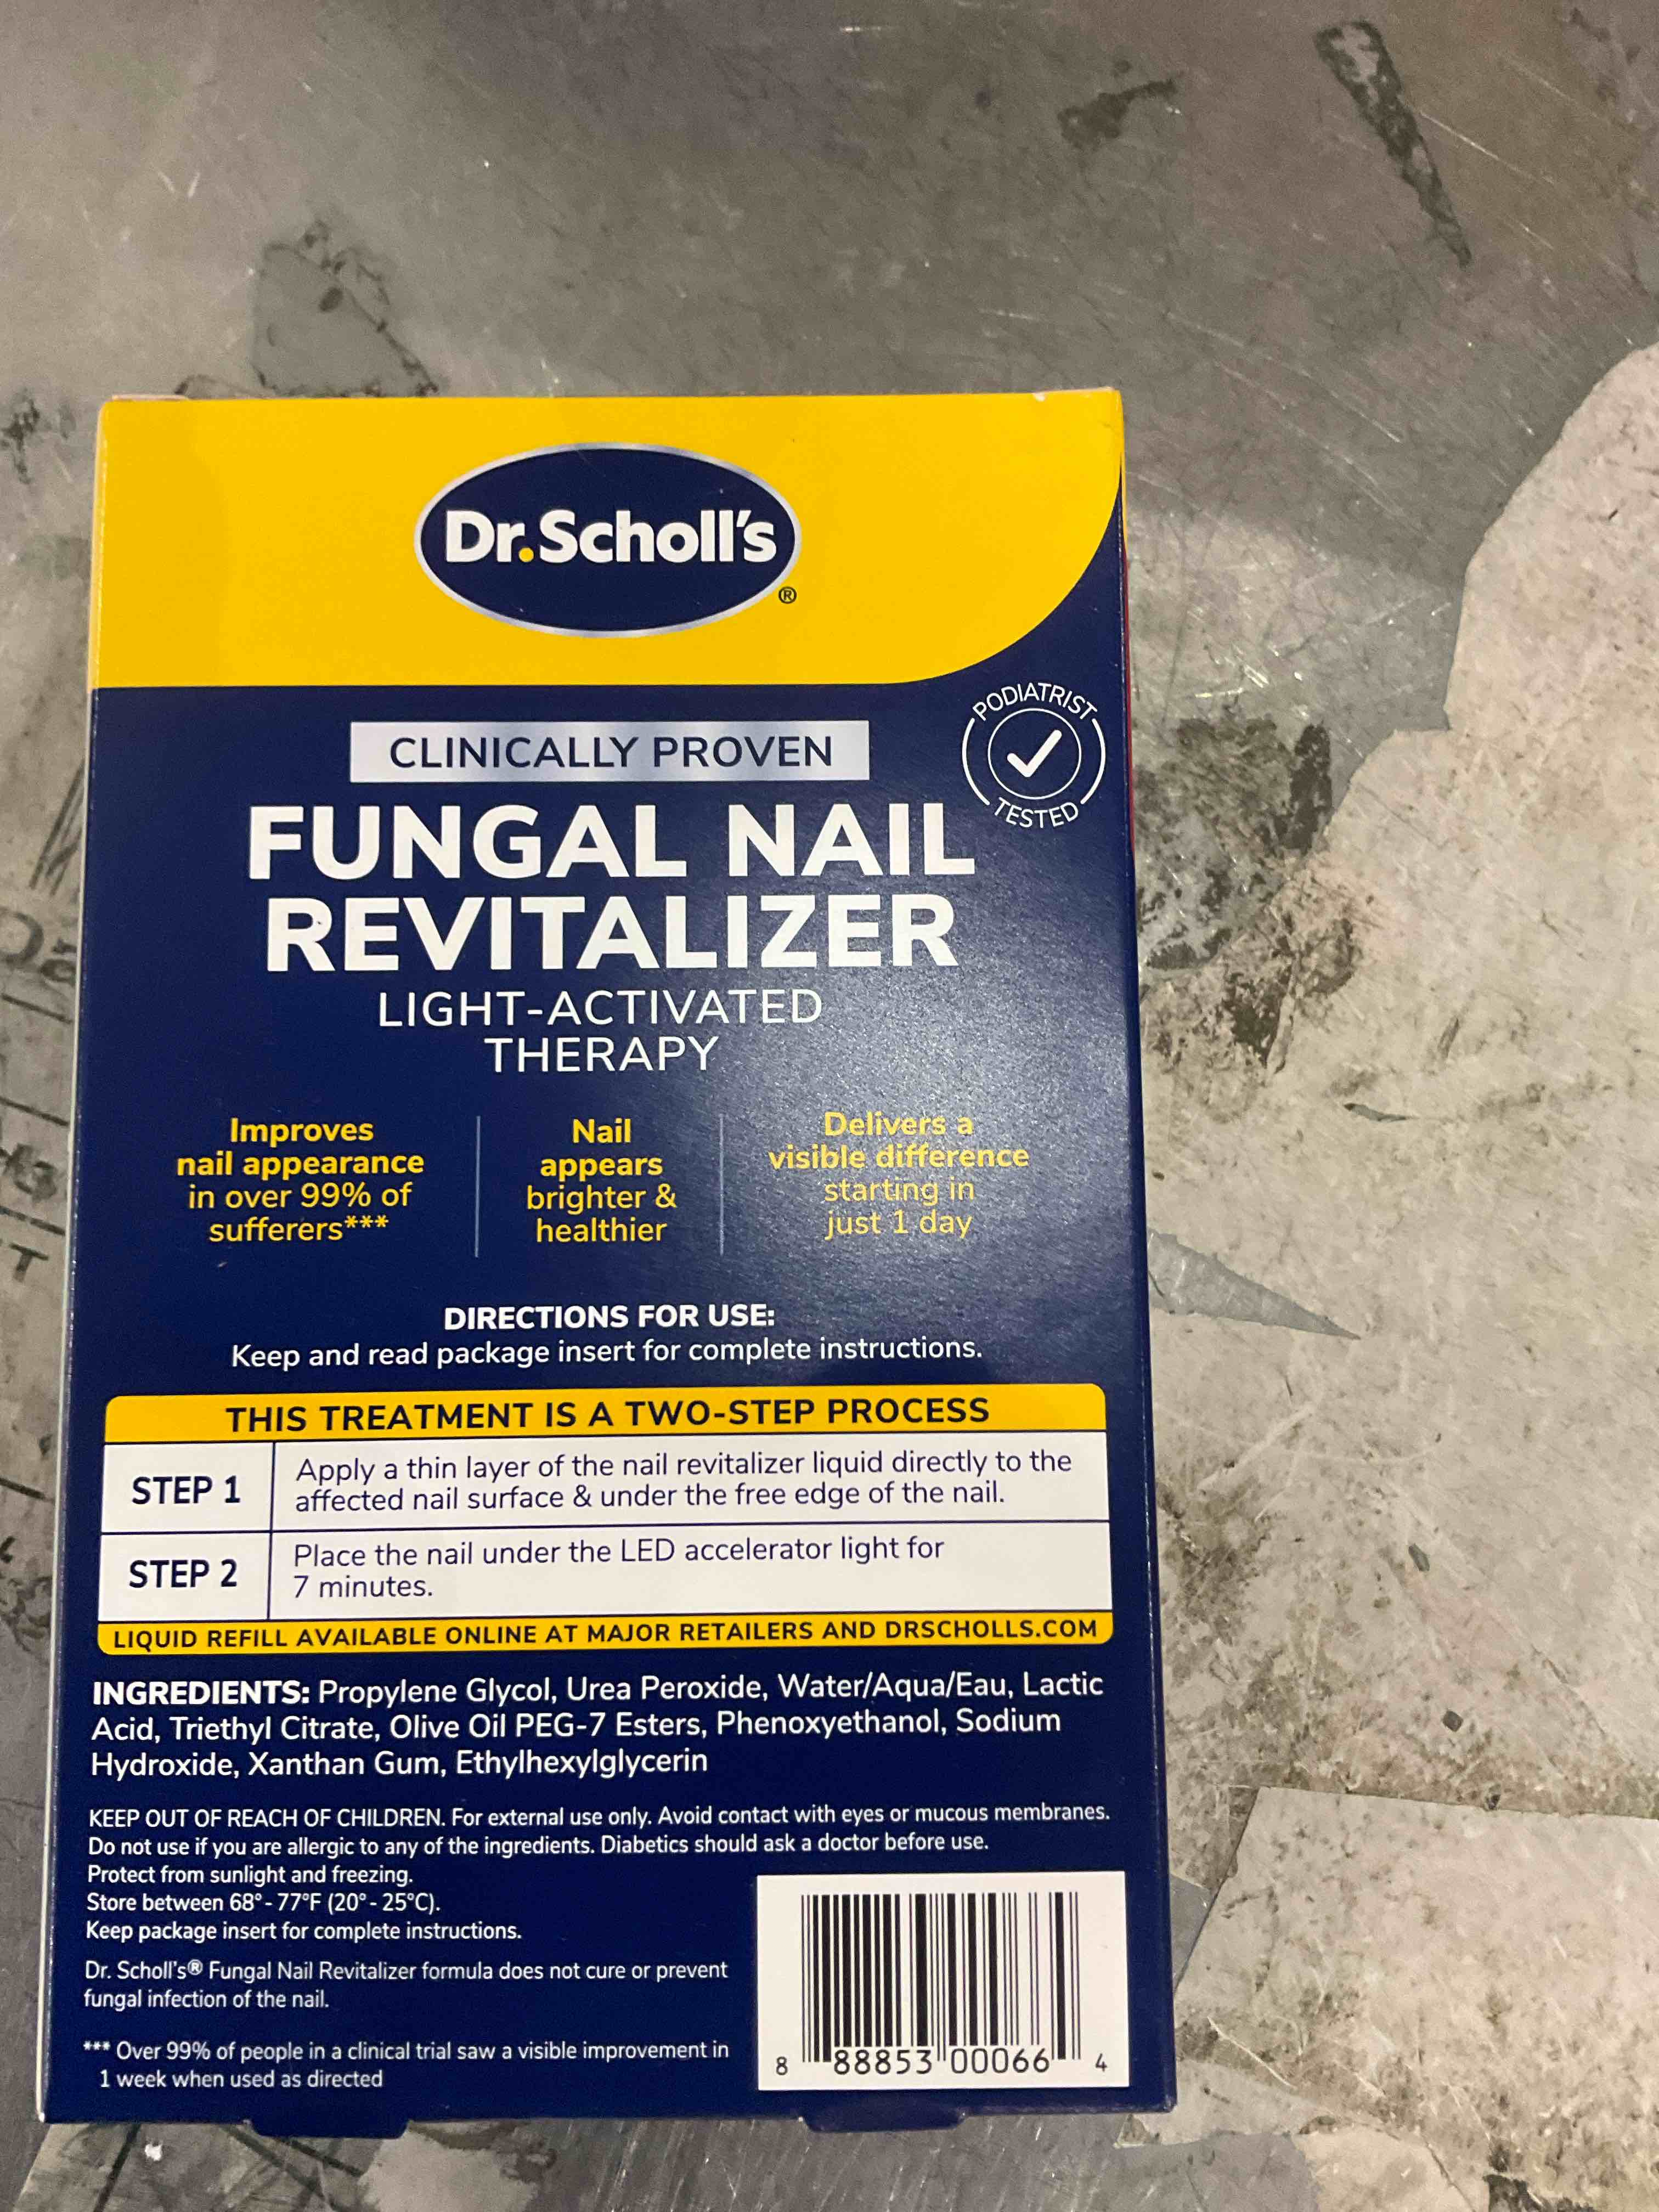 Dr.Scholl's®
PODIATRIST
TESTED
CLINICALLY PROVEN
FUNGAL NAIL
REVITALIZER
LIGHT-ACTIVATED
THERAPY
Improves
nail appearance
in over 99% of
sufferers***
Nail
appears
brighter &
healthier
Delivers a
visible difference
starting in
just 1 day
DIRECTIONS FOR USE:
Keep and read package insert for complete instructions.
THIS TREATMENT IS A TWO-STEP PROCESS
STEP 1
Apply a thin layer of the nail revitalizer liquid directly to the
affected nail surface & under the free edge of the nail.
STEP 2
Place the nail under the LED accelerator light for
7 minutes.
LIQUID REFILL AVAILABLE ONLINE AT MAJOR RETAILERS AND DRSCHOLLS.COM
INGREDIENTS: Propylene Glycol, Urea Peroxide, Water/Aqua/Eau, Lactic
Acid, Triethyl Citrate, Olive Oil PEG-7 Esters, Phenoxyethanol, Sodium
Hydroxide, Xanthan Gum, Ethylhexylglycerin
KEEP OUT OF REACH OF CHILDREN. For external use only. Avoid contact with eyes or mucous membranes.
Do not use if you are allergic to any of the ingredients. Diabetics should ask a doctor before use.
Protect from sunlight and freezing.
Store between 68° - 77°F (20° - 25°C).
Keep package insert for complete instructions.
Dr. Scholl's® Fungal Nail Revitalizer formula does not cure or prevent
fungal infection of the nail.
*** Over 99% of people in a clinical trial saw a visible improvement in
1 week when used as directed
8 88853 00066 4